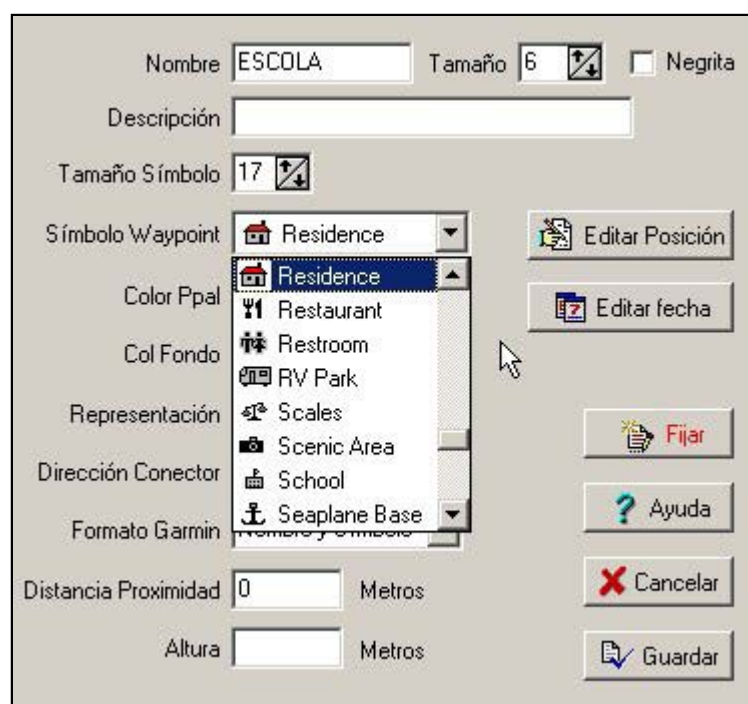 Nombre ESCOLA Tamaño 6 Negrita
Descripción
Tamaño Símbolo 17
Símbolo Waypoint Residence Editar Posición
Residence
Color Ppal Restaurant Editar fecha
Restroom
Col Fondo
RV Park
Representación Scales
Scenic Area Fijar
Dirección Conector School
Seaplane Base Ayuda
Formato Garmin Nombre y Símbolo
Distancia Proximidad 0 Metros Cancelar
Altura Metros Guardar